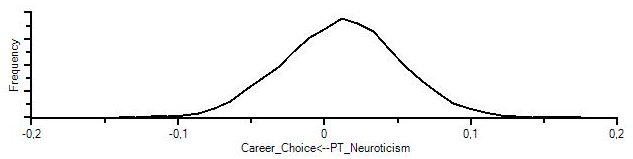 Frequency
-0,2 -0,1 0 0,1 0,2
Career_Choice<--PT_Neuroticism